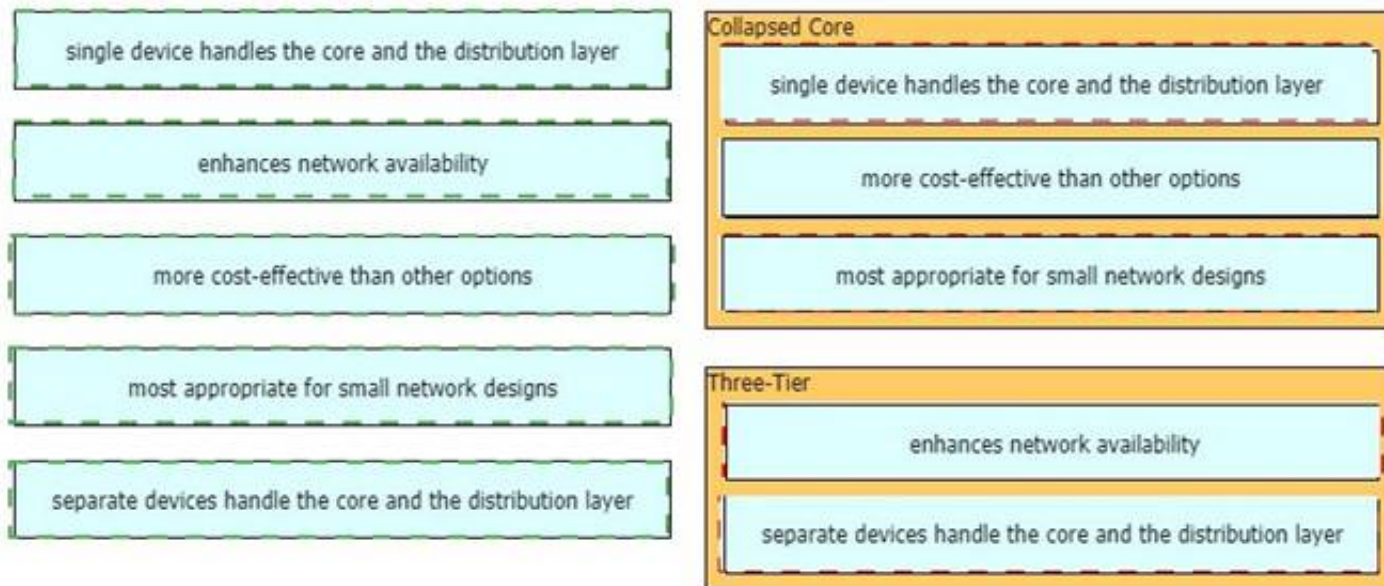 single device handles the core and the distribution layer
enhances network availability
more cost-effective than other options
most appropriate for small network designs
separate devices handle the core and the distribution layer
Collapsed Core
single device handles the core and the distribution layer
more cost-effective than other options
most appropriate for small network designs
Three-Tier
enhances network availability
separate devices handle the core and the distribution layer